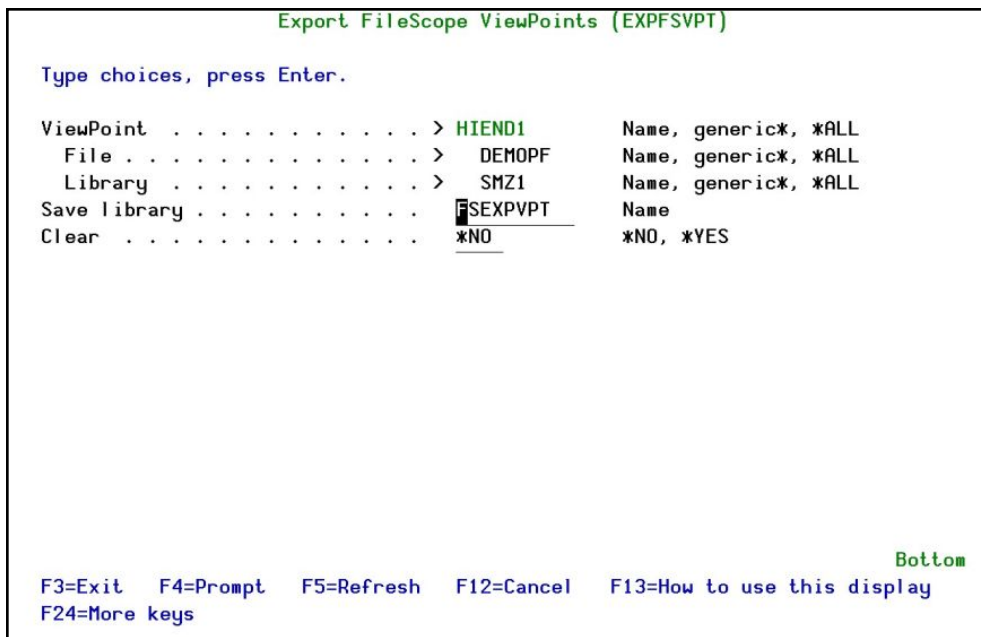 Export FileScope ViewPoints (EXPFSVPT)
Type choices, press Enter.
ViewPoint . . . . . . . . . . . > HIEND1 Name, generic*, *ALL
File . . . . . . . . . . . . . > DEMOPF Name, generic*, *ALL
Library . . . . . . . . . . . > SMZ1 Name, generic*, *ALL
Save library . . . . . . . . . . FSEXPVPT Name
Clear . . . . . . . . . . . . . *NO *NO, *YES
Bottom
F3=Exit F4=Prompt F5=Refresh F12=Cancel F13=How to use this display
F24=More keys